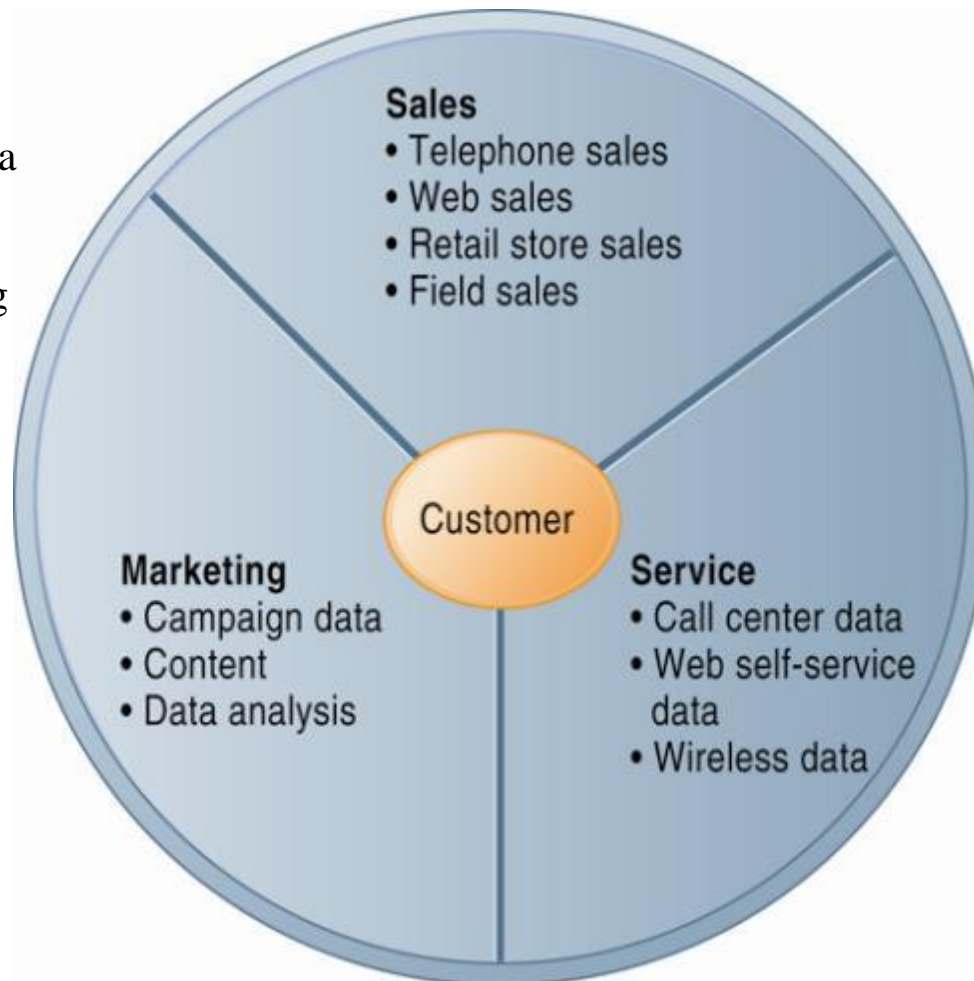 a
g
Sales
• Telephone sales
• Web sales
• Retail store sales
• Field sales
Customer
Marketing
• Campaign data
• Content
• Data analysis
Service
• Call center data
• Web self-service
data
• Wireless data